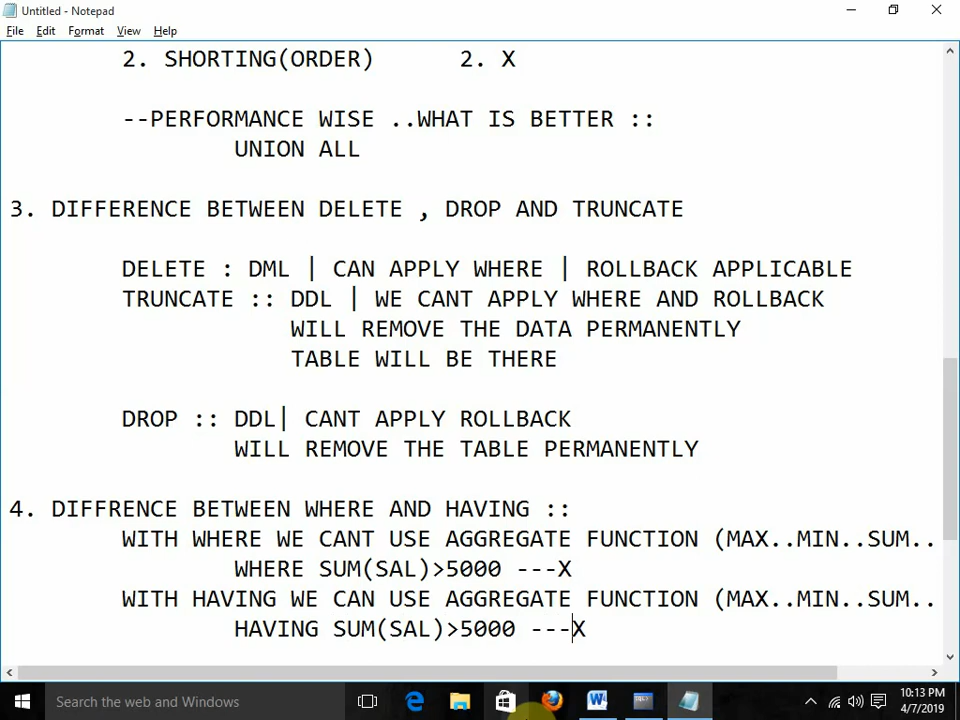 Untitled - Notepad
File Edit Format View Help
2. SHORTING(ORDER) 2. X
--PERFORMANCE WISE ..WHAT IS BETTER ::
UNION ALL
3. DIFFERENCE BETWEEN DELETE , DROP AND TRUNCATE
DELETE : DML | CAN APPLY WHERE | ROLLBACK APPLICABLE
TRUNCATE :: DDL | WE CANT APPLY WHERE AND ROLLBACK
WILL REMOVE THE DATA PERMANENTLY
TABLE WILL BE THERE
DROP :: DDL| CANT APPLY ROLLBACK
WILL REMOVE THE TABLE PERMANENTLY
4. DIFFRENCE BETWEEN WHERE AND HAVING ::
WITH WHERE WE CANT USE AGGREGATE FUNCTION (MAX..MIN..SUM..
WHERE SUM(SAL)>5000 ---X
WITH HAVING WE CAN USE AGGREGATE FUNCTION (MAX..MIN..SUM..
HAVING SUM(SAL)>5000 ---X
Search the web and Windows
10:13 PM
4/7/2019